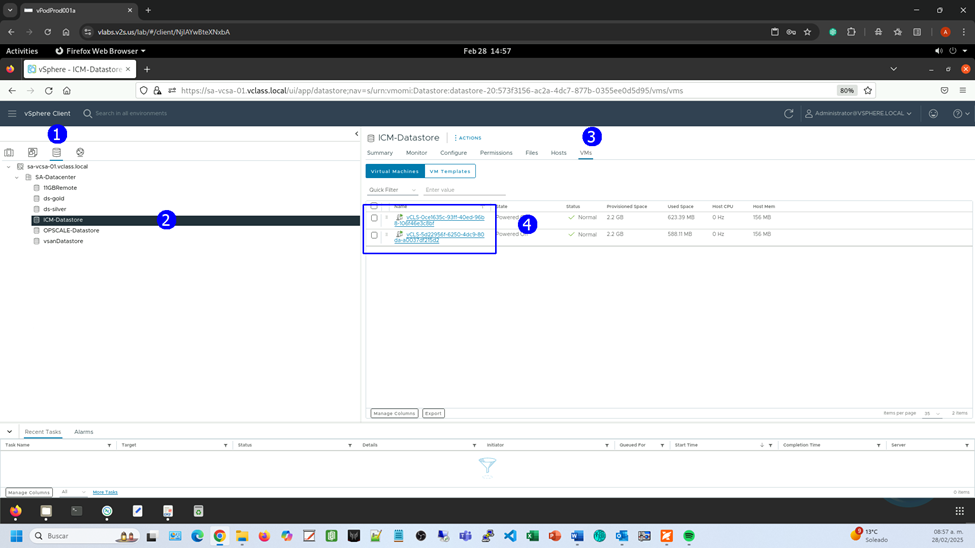 vPodProd001a
vlabs.v2s.us/lab/#/client/NjIAYwBteXNxbA
Activities
Firefox Web Browser
Feb 28 14:57
vSphere - ICM-Datastore
https://sa-vcsa-01.vclass.local/ui/app/datastore;nav=s/urn:vmomi:Datastore:datastore-20:573f3156-ac2a-4dc7-877b-0355ee0d5d95/vms/vms
80%
vSphere Client
Search in all environments
Administrator@VSPHERE.LOCAL
1
3
ICM-Datastore
ACTIONS
Summary Monitor Configure Permissions Files Hosts VMs
sa-vcsa-01.vclass.local
SA-Datacenter
11GBRemote
ds-gold
ds-silver
ICM-Datastore
2
OPSCALE-Datastore
vsanDatastore
Virtual Machines
VM Templates
Quick Filter
Enter value
Name State Status Provisioned Space Used Space Host CPU Host Mem
vCLS-0ce1635c-93ff-40ed-96b
8-1b6f46e3c8bf
Powered On Normal 2.2 GB 623.39 MB 0 Hz 156 MB
4
vCLS-5d22956f-6250-4dc9-80
da-a0037df215d2
Powered On Normal 2.2 GB 588.11 MB 0 Hz 156 MB
Manage Columns
Export
Items per page
35
2 items
Recent Tasks
Alarms
Task Name Target Status Details Initiator Queued For Start Time Completion Time Server
Manage Columns
All
More Tasks
0 items
Buscar
13°C
Soleado
08:57 a. m.
28/02/2025